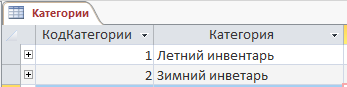 Категории
КодКатегории Категория
1 Летний инвентарь
2 Зимний инветарь